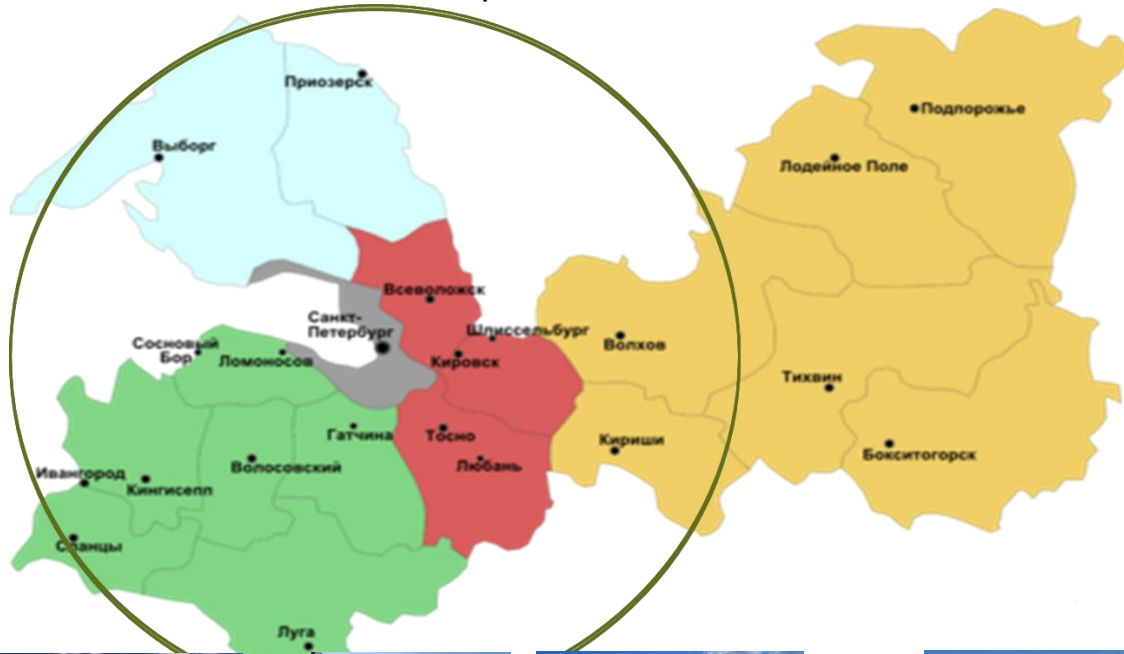 Приозерск
Подпорожье
Выборг
Лодейное Поле
Всеволожск
Санкт-
Петербург
Шлиссельбург
Сосновый
Бор
Ломоносов
Кировск
Волхов
Тихвин
Гатчина
Тосно
Кириши
Любань
Бокситогорск
Ивангород
Волосовский
Кингисепп
Сланцы
Луга